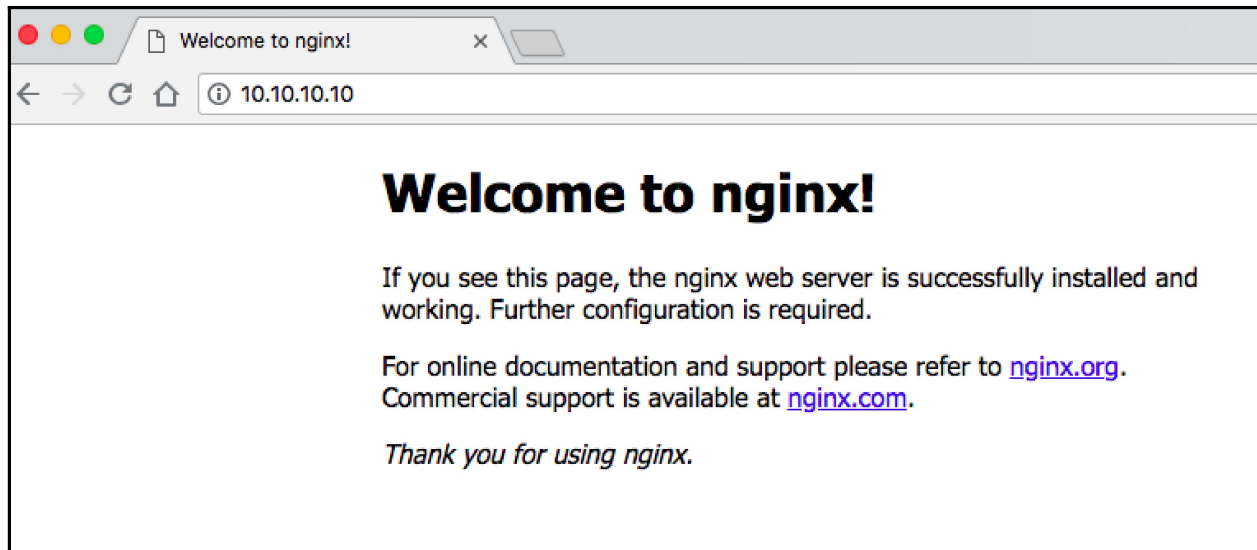 Welcome to nginx!
10.10.10.10
Welcome to nginx!
If you see this page, the nginx web server is successfully installed and
working. Further configuration is required.
For online documentation and support please refer to nginx.org.
Commercial support is available at nginx.com.
Thank you for using nginx.